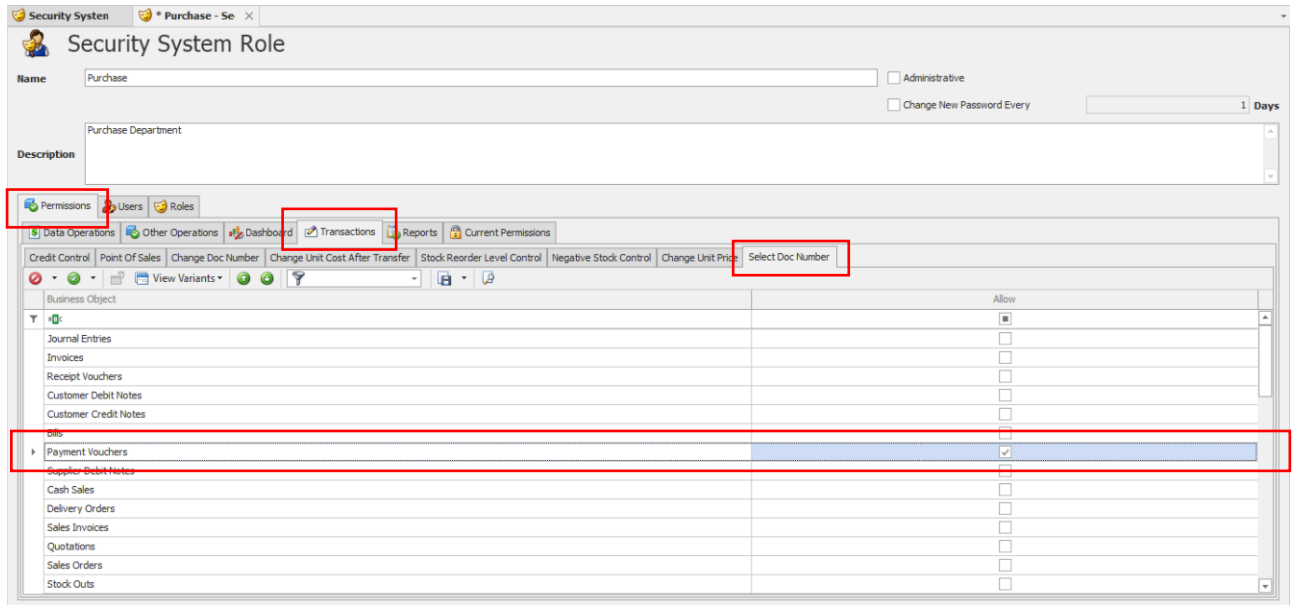 Security Systen * Purchase - Se
Security System Role
Name Purchase Administrative
Change New Password Every 1 Days
Purchase Department
Description
Permissions Users Roles
Data Operations Other Operations Dashboard Transactions Reports Current Permissions
Credit Control Point Of Sales Change Doc Number Change Unit Cost After Transfer Stock Reorder Level Control Negative Stock Control Change Unit Price Select Doc Number
View Variants
Business Object Allow
Journal Entries
Invoices
Receipt Vouchers
Customer Debit Notes
Customer Credit Notes
Bills
Payment Vouchers
Supplier Debit Notes
Cash Sales
Delivery Orders
Sales Invoices
Quotations
Sales Orders
Stock Outs